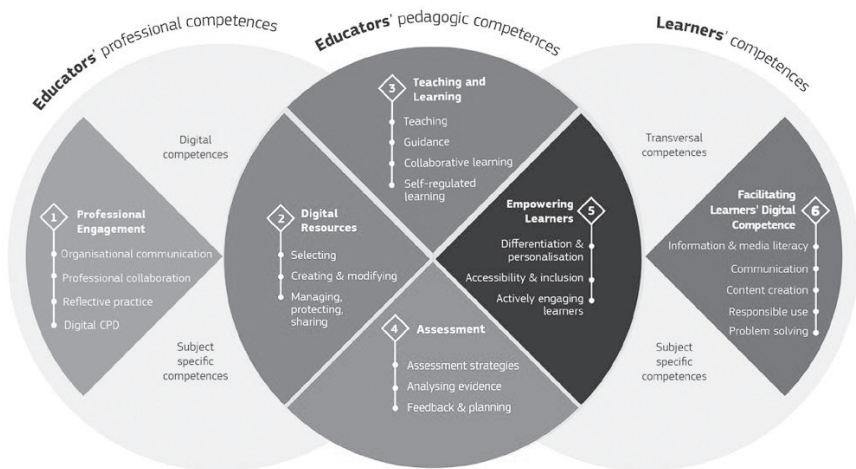 Educators' professional competences
Educators' pedagogic competences
Learners' competences
Digital
competences
Subject
specific
competences
1
Professional
Engagement
Organisational communication
Professional collaboration
Reflective practice
Digital CPD
2
Digital
Resources
Selecting
Creating & modifying
Managing,
protecting,
sharing
3
Teaching and
Learning
Teaching
Guidance
Collaborative learning
Self-regulated
learning
4
Assessment
Assessment strategies
Analysing evidence
Feedback & planning
Empowering
Learners
5
Differentiation &
personalisation
Accessibility & inclusion
Actively engaging
learners
Transversal
competences
Subject
specific
competences
Facilitating
Learners' Digital
Competence
6
Information & media literacy
Communication
Content creation
Responsible use
Problem solving